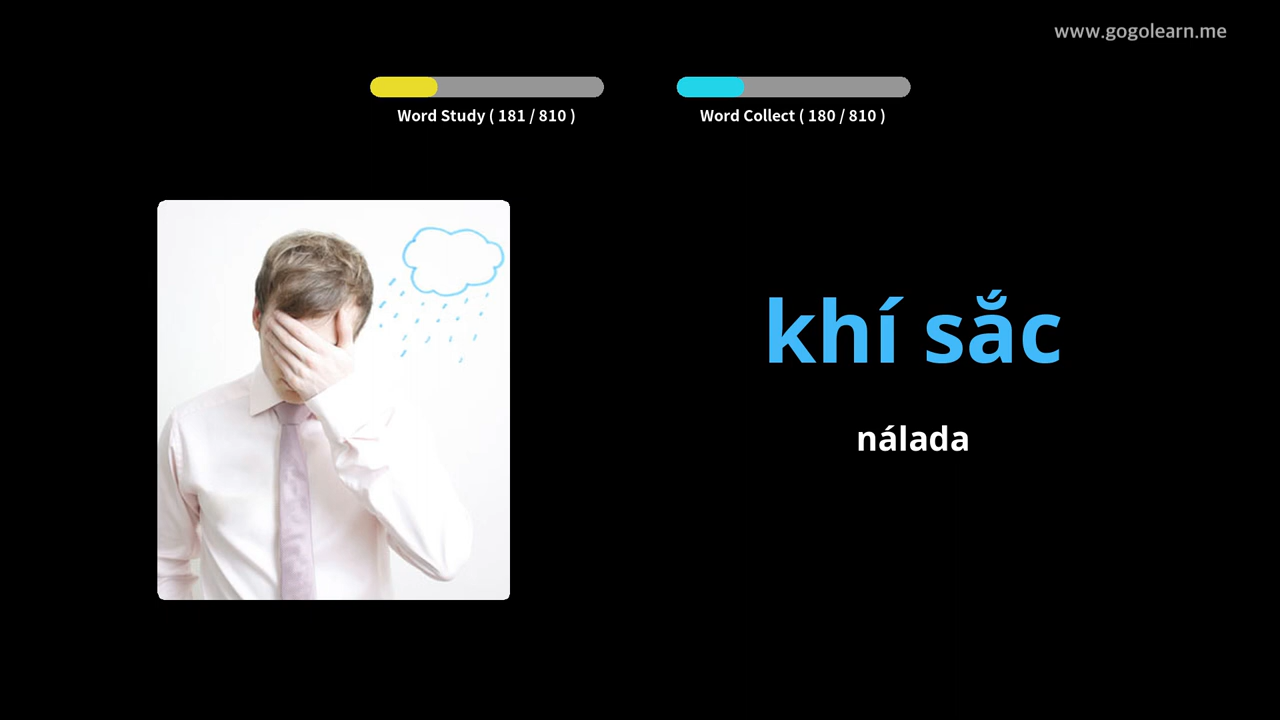 www.gogolearn.me
Word Study ( 181 / 810 )
Word Collect ( 180 / 810 )
khí sắc
nálada